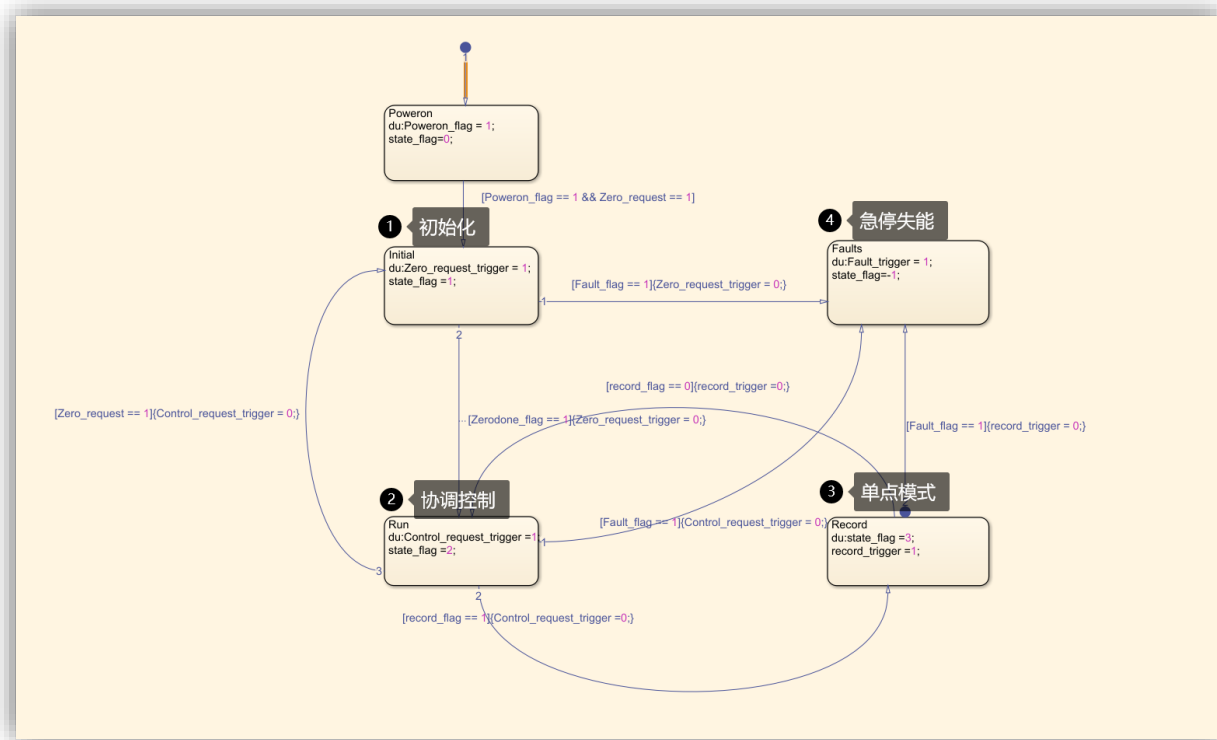 1
Poweron
du:Poweron_flag = 1;
state_flag=0;
[Poweron_flag == 1 && Zero_request == 1]
1 初始化
Initial
du:Zero_request_trigger = 1;
state_flag =1;
4 急停失能
Faults
du:Fault_trigger = 1;
state_flag=-1;
1
[Fault_flag == 1]{Zero_request_trigger = 0;}
2
[record_flag == 0]{record_trigger =0;}
[Zero_request == 1]{Control_request_trigger = 0;}
[Zerodone_flag == 1]{Zero_request_trigger = 0;}
[Fault_flag == 1]{record_trigger = 0;}
2 协调控制
Run
du:Control_request_trigger =1;
state_flag =2;
1
[Fault_flag == 1]{Control_request_trigger = 0;}
3 单点模式
Record
du:state_flag =3;
record_trigger =1;
3
2
[record_flag == 1]{Control_request_trigger =0;}